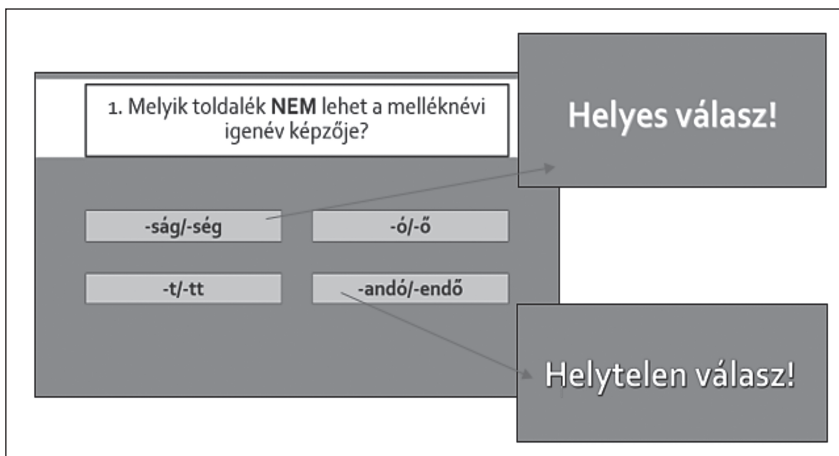 1. Melyik toldalék NEM lehet a melléknévi
igenév képzője?
Helyes válasz!
-ság/-ség
-ó/-ő
-t/-tt
-andó/-endő
Helytelen válasz!